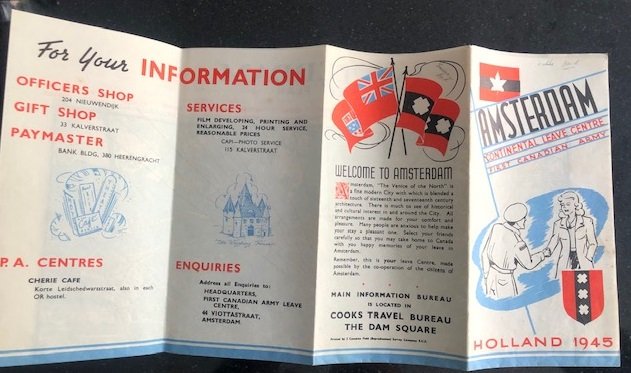 For Your INFORMATION
OFFICERS SHOP
204 NIEUWENDIJK
GIFT SHOP
33 KALVERSTRAAT
PAYMASTER
BANK BLDG, 380 HEERENGRACHT
P.A. CENTRES
CHERIE CAFE
Korte Leidschedwarsstraat, also in each
OR hostel.
SERVICES
FILM DEVELOPING, PRINTING AND
ENLARGING, 24 HOUR SERVICE,
REASONABLE PRICES
CAM—PHOTO SERVICE
115 KALVERSTRAAT
ENQUIRIES
Address all Enquiries to:
HEADQUARTERS,
FIRST CANADIAN ARMY LEAVE
CENTRE,
VIOTTASTRAAT,
AMSTERDAM.
WELCOME TO AMSTERDAM
Amsterdam, "The Venice of the North" is
a fine modern City with which is blended a
touch of sixteenth and seventeenth century
architecture. There is much to see of historical
and cultural interest in and around the City. All
arrangements are made for your comfort and
pleasure. Many people are anxious to help make
your stay a pleasant one. Select your friends
carefully so that you may take home to Canada
with you happy memories of your leave in
Amsterdam.
Remember, this is your leave Centre, made
possible by the co-operation of the citizens of
Amsterdam.
MAIN INFORMATION BUREAU
IS LOCATED IN
COOKS TRAVEL BUREAU
THE DAM SQUARE
AMSTERDAM
CONTINENTAL LEAVE CENTRE
FIRST CANADIAN ARMY
HOLLAND 1945